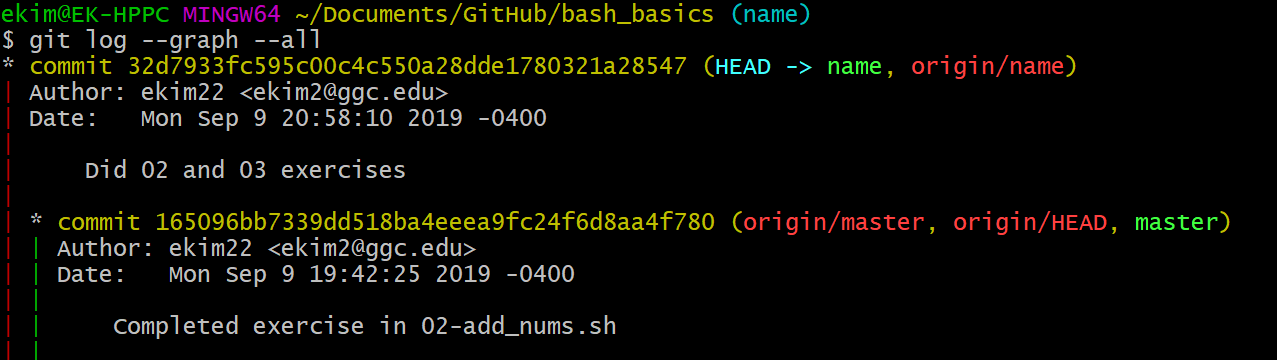 ekim@EK-HPPC MINGW64 ~/Documents/GitHub/bash_basics (name)
$ git log --graph --all
* commit 32d7933fc595c00c4c550a28dde1780321a28547 (HEAD -> name, origin/name)
| Author: ekim22 <ekim2@ggc.edu>
| Date:   Mon Sep 9 20:58:10 2019 -0400
|
|     Did 02 and 03 exercises
|
| * commit 165096bb7339dd518ba4eeea9fc24f6d8aa4f780 (origin/master, origin/HEAD, master)
| | Author: ekim22 <ekim2@ggc.edu>
| | Date:   Mon Sep 9 19:42:25 2019 -0400
| |
| |     Completed exercise in 02-add_nums.sh
| |